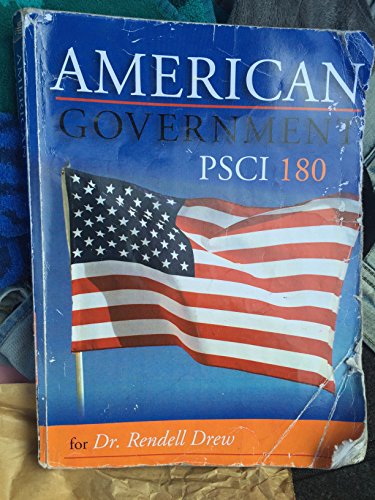 AMERICAN
GOVERNMENT
PSCI 180
for Dr. Rendell Drew